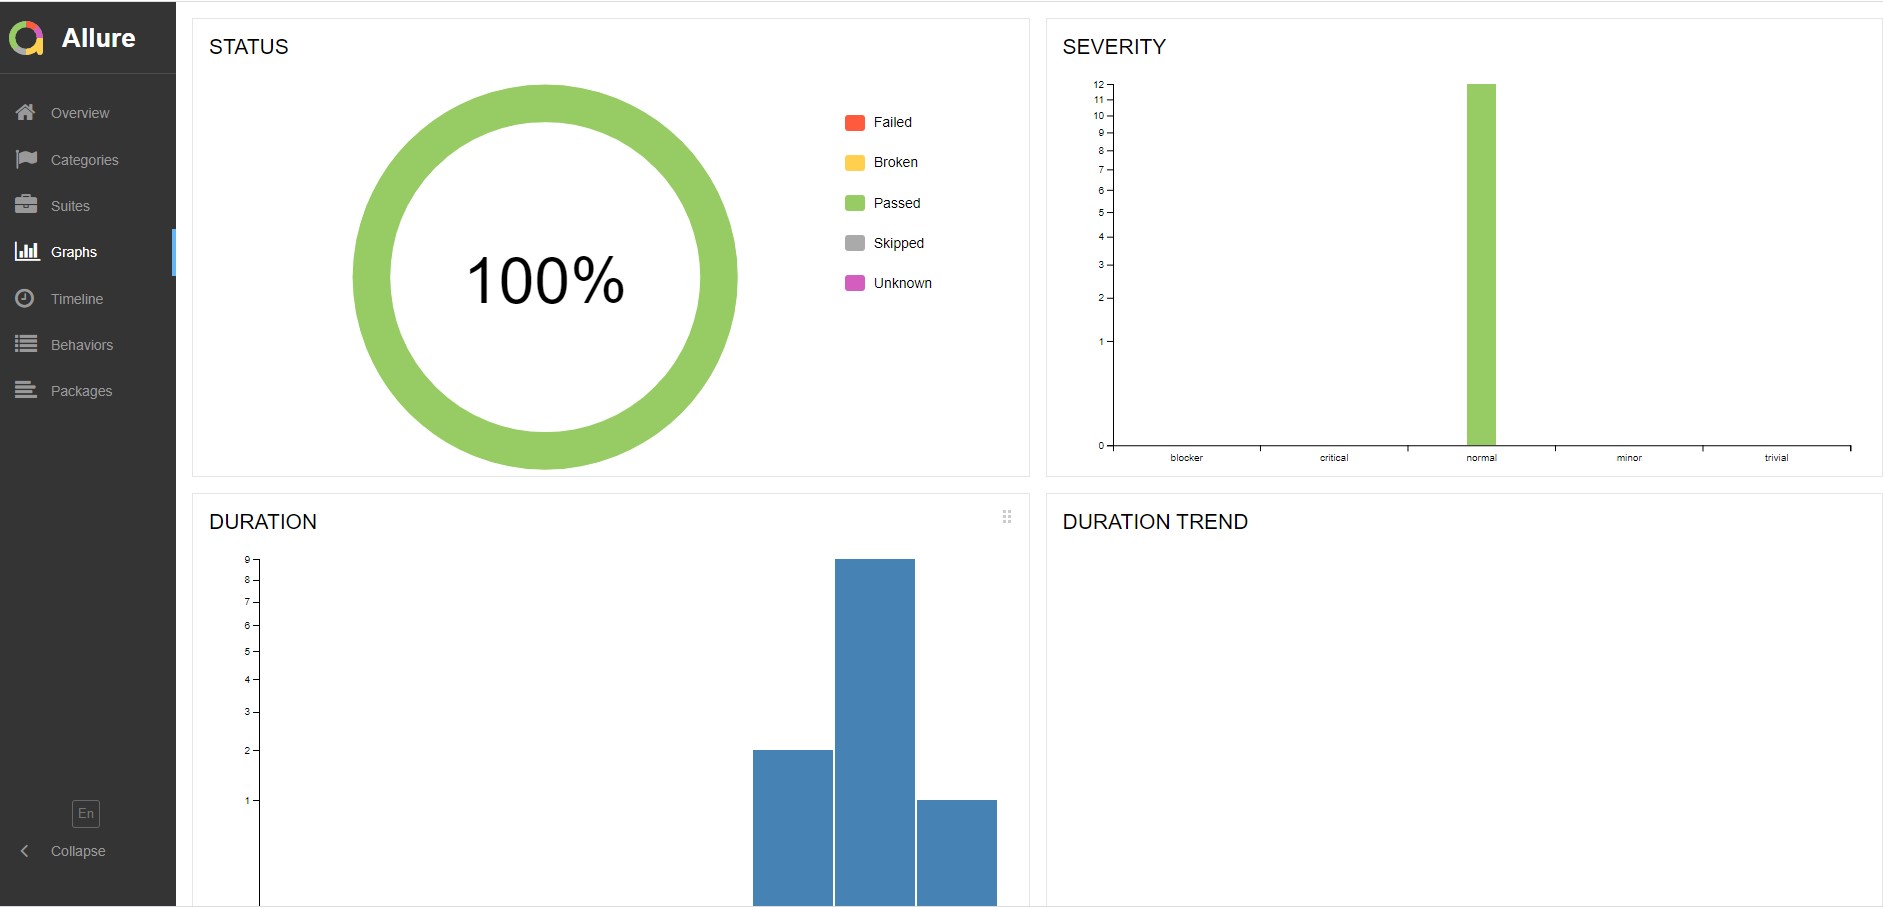 Allure
Overview
Categories
Suites
Graphs
Timeline
Behaviors
Packages
En
Collapse
STATUS
100%
Failed
Broken
Passed
Skipped
Unknown
SEVERITY
12
11
10
9
8
7
6
5
4
3
2
1
0
blocker critical normal minor trivial
DURATION
9
8
7
6
5
4
3
2
1
DURATION TREND